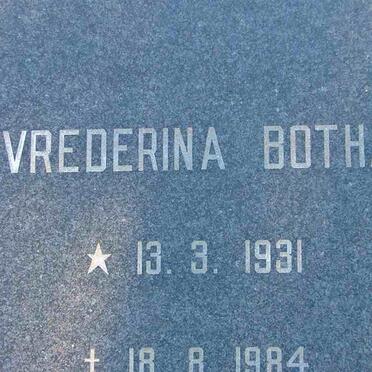 VREDERINA BOTH
★ 13. 3. 1931
✝ 18. 8. 1984